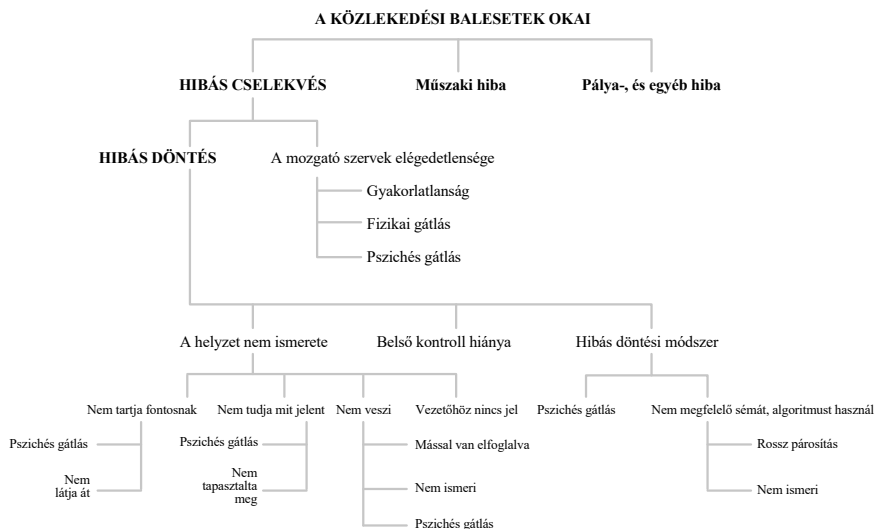 A KÖZLEKEDÉSI BALESETEK OKAI
HIBÁS CSELEKVÉS
Műszaki hiba
Pálya-, és egyéb hiba
HIBÁS DÖNTÉS
A mozgató szervek elégedetlensége
Gyakorlatlanság
Fizikai gátlás
Pszichés gátlás
A helyzet nem ismerete
Belső kontroll hiánya
Hibás döntési módszer
Nem tartja fontosnak
Nem tudja mit jelent
Nem veszi
Vezetőhöz nincs jel
Pszichés gátlás
Nem megfelelő sémát, algoritmust használ
Pszichés gátlás
Pszichés gátlás
Mással van elfoglalva
Rossz párosítás
Nem
látja át
Nem
tapasztalta
meg
Nem ismeri
Nem ismeri
Pszichés gátlás